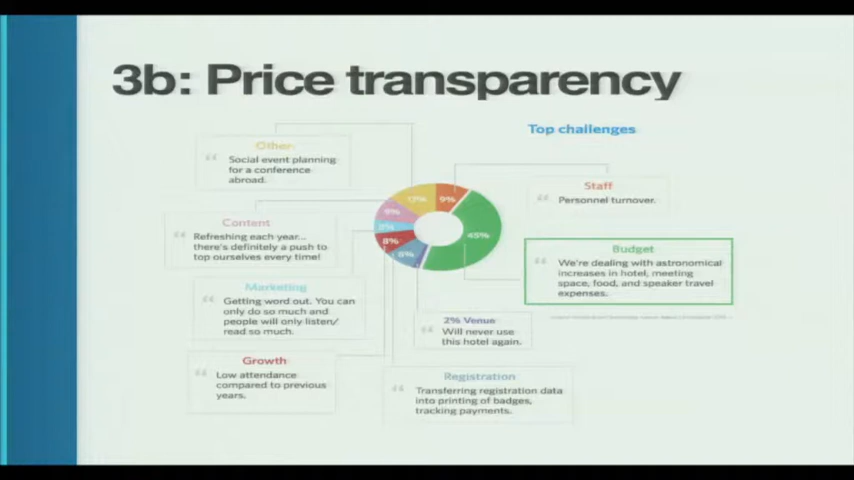 3b: Price transparency
Top challenges
Other
Social event planning
for a conference
abroad.
Staff
Personnel turnover.
Content
Refreshing each year...
there's definitely a push to
top ourselves every time!
Budget
We're dealing with astronomical
increases in hotel, meeting
space, food, and speaker travel
expenses.
Marketing
Getting word out. You can
only do so much and
people will only listen/
read so much.
2% Venue
Will never use
this hotel again.
Growth
Low attendance
compared to previous
years.
Registration
Transferring registration data
into printing of badges,
tracking payments.
9%
45%
8%